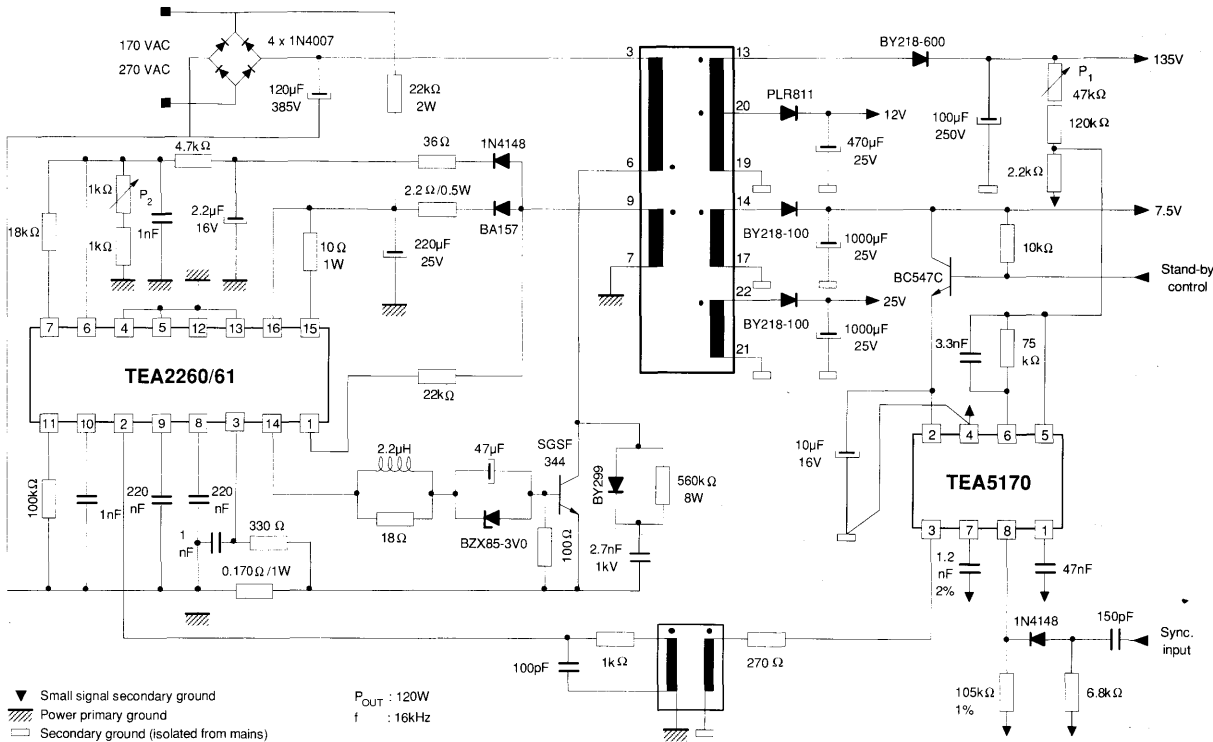 170 VAC
270 VAC
4 x 1N4007
120µF
385V
22kΩ
2W
3
6
9
7
13
20
19
14
17
22
21
BY218-600
135V
P1
47kΩ
120kΩ
2.2kΩ
100µF
250V
PLR811
12V
470µF
25V
4.7kΩ
36Ω
1N4148
2.2Ω/0.5W
BA157
18kΩ
1kΩ
P2
1kΩ
1nF
2.2µF
16V
10Ω
1W
220µF
25V
BY218-100
1000µF
25V
7.5V
10kΩ
BC547C
Stand-by
control
BY218-100
25V
1000µF
25V
3.3nF
75
kΩ
7 6 4 5 12 13 16 15
TEA2260/61
11 10 2 9 8 3 14 1
22kΩ
10µF
16V
2 4 6 5
TEA5170
3 7 8 1
100kΩ
1nF
220
nF
220
nF
1
nF
330 Ω
0.170Ω/1W
2.2µH
18Ω
47µF
BZX85-3V0
SGSF
344
100Ω
BY299
560kΩ
8W
2.7nF
1kV
1.2
nF
2%
47nF
1N4148
150pF
Sync.
input
105kΩ
1%
6.8kΩ
100pF
1kΩ
270 Ω
Small signal secondary ground
Power primary ground
Secondary ground (isolated from mains)
POUT : 120W
f : 16kHz